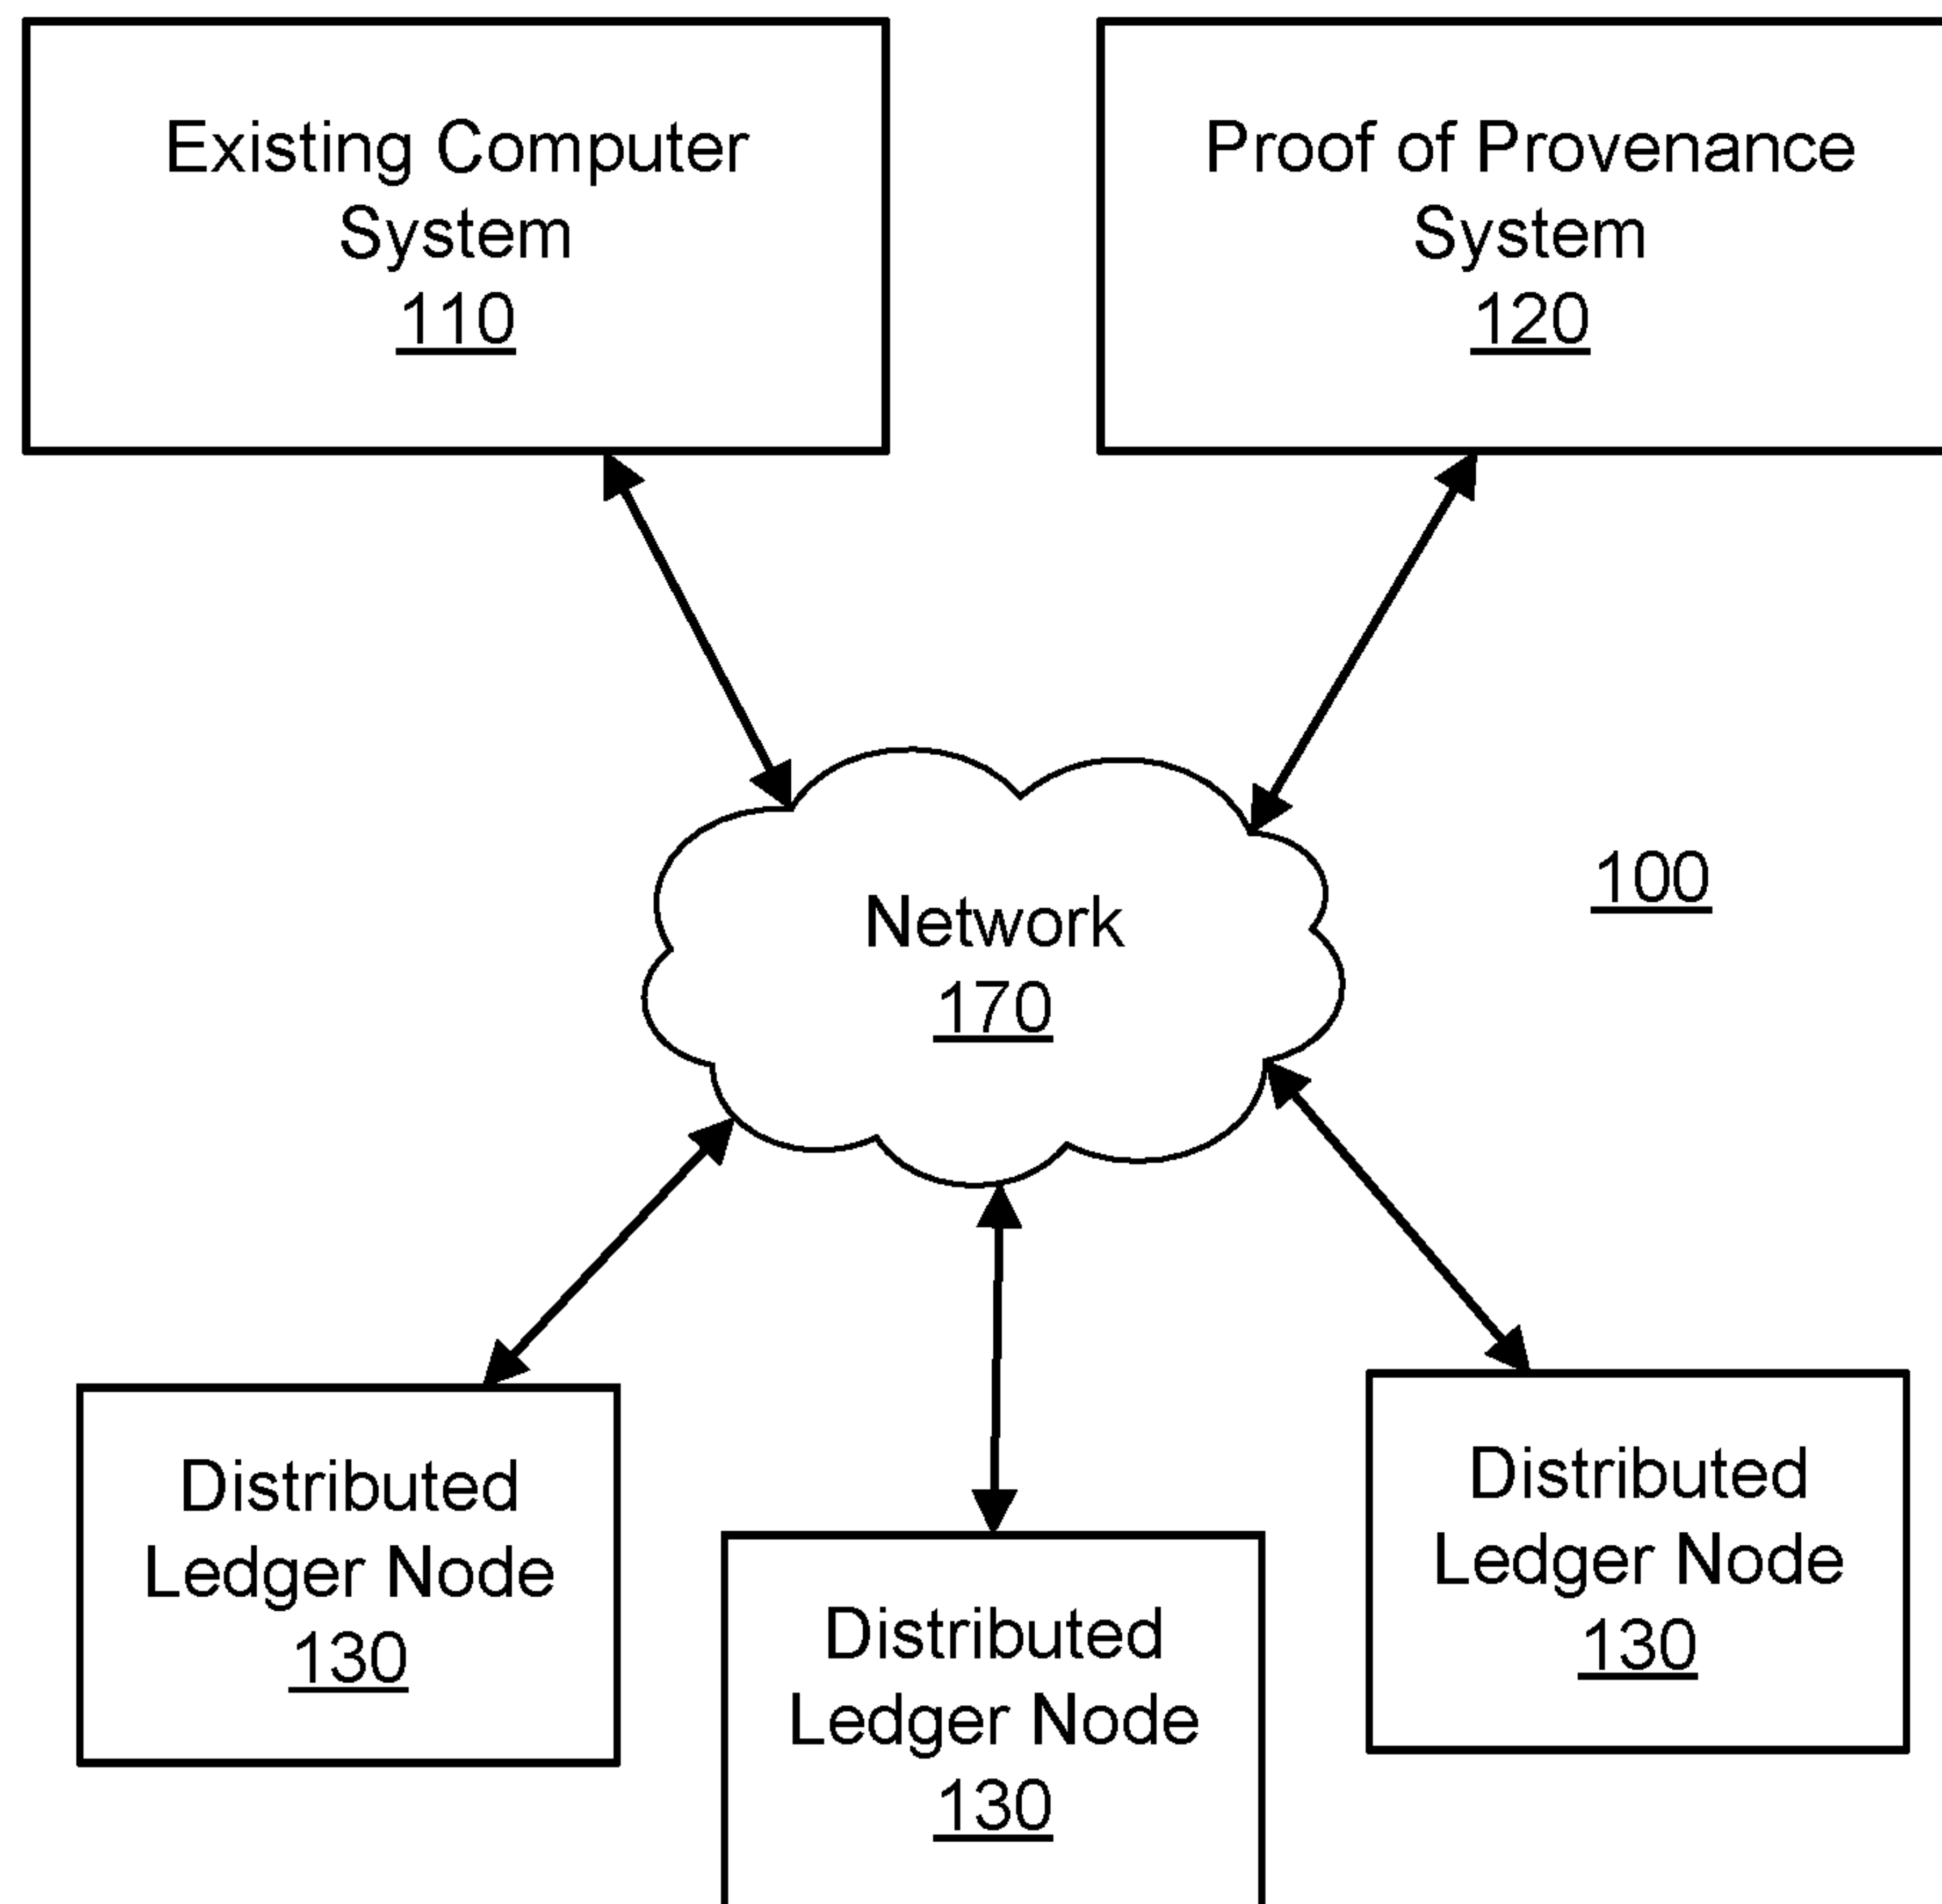 Existing Computer
System
110
Proof of Provenance
System
120
100
Network
170
Distributed
Ledger Node
130
Distributed
Ledger Node
130
Distributed
Ledger Node
130